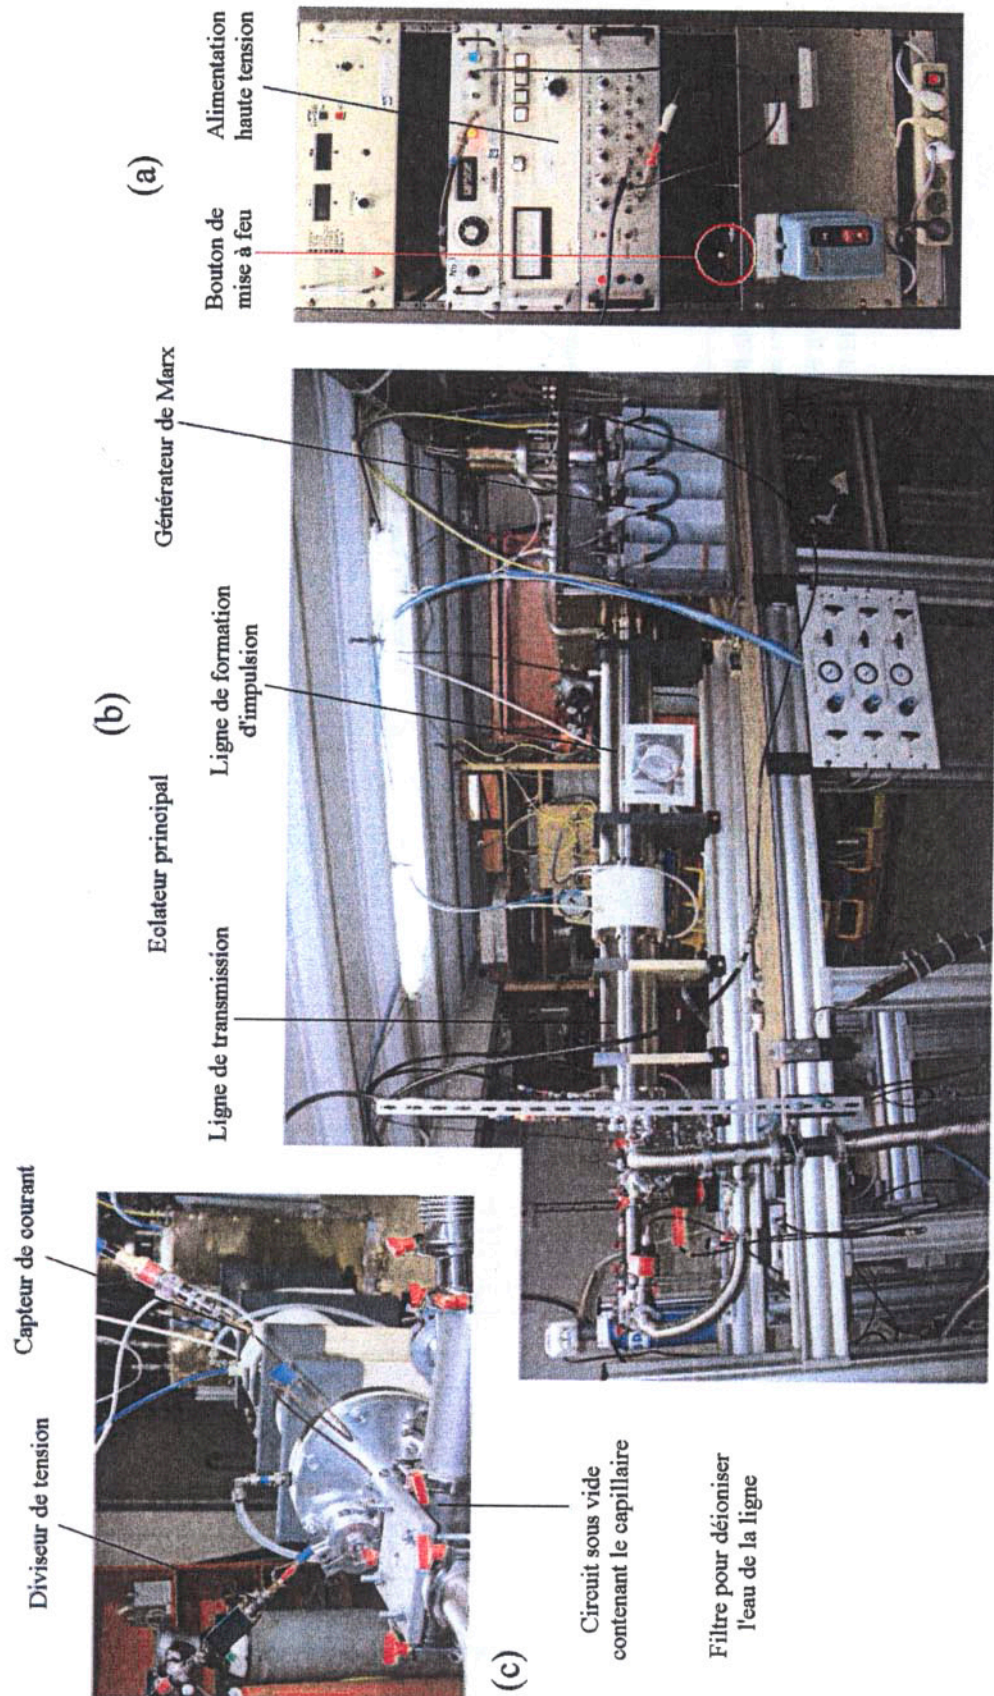 (a)
Bouton de
mise à feu
Alimentation
haute tension
(b)
Eclateur principal
Ligne de transmission
Ligne de formation
d'impulsion
Générateur de Marx
Diviseur de tension
Capteur de courant
(c)
Circuit sous vide
contenant le capillaire
Filtre pour déioniser
l'eau de la ligne